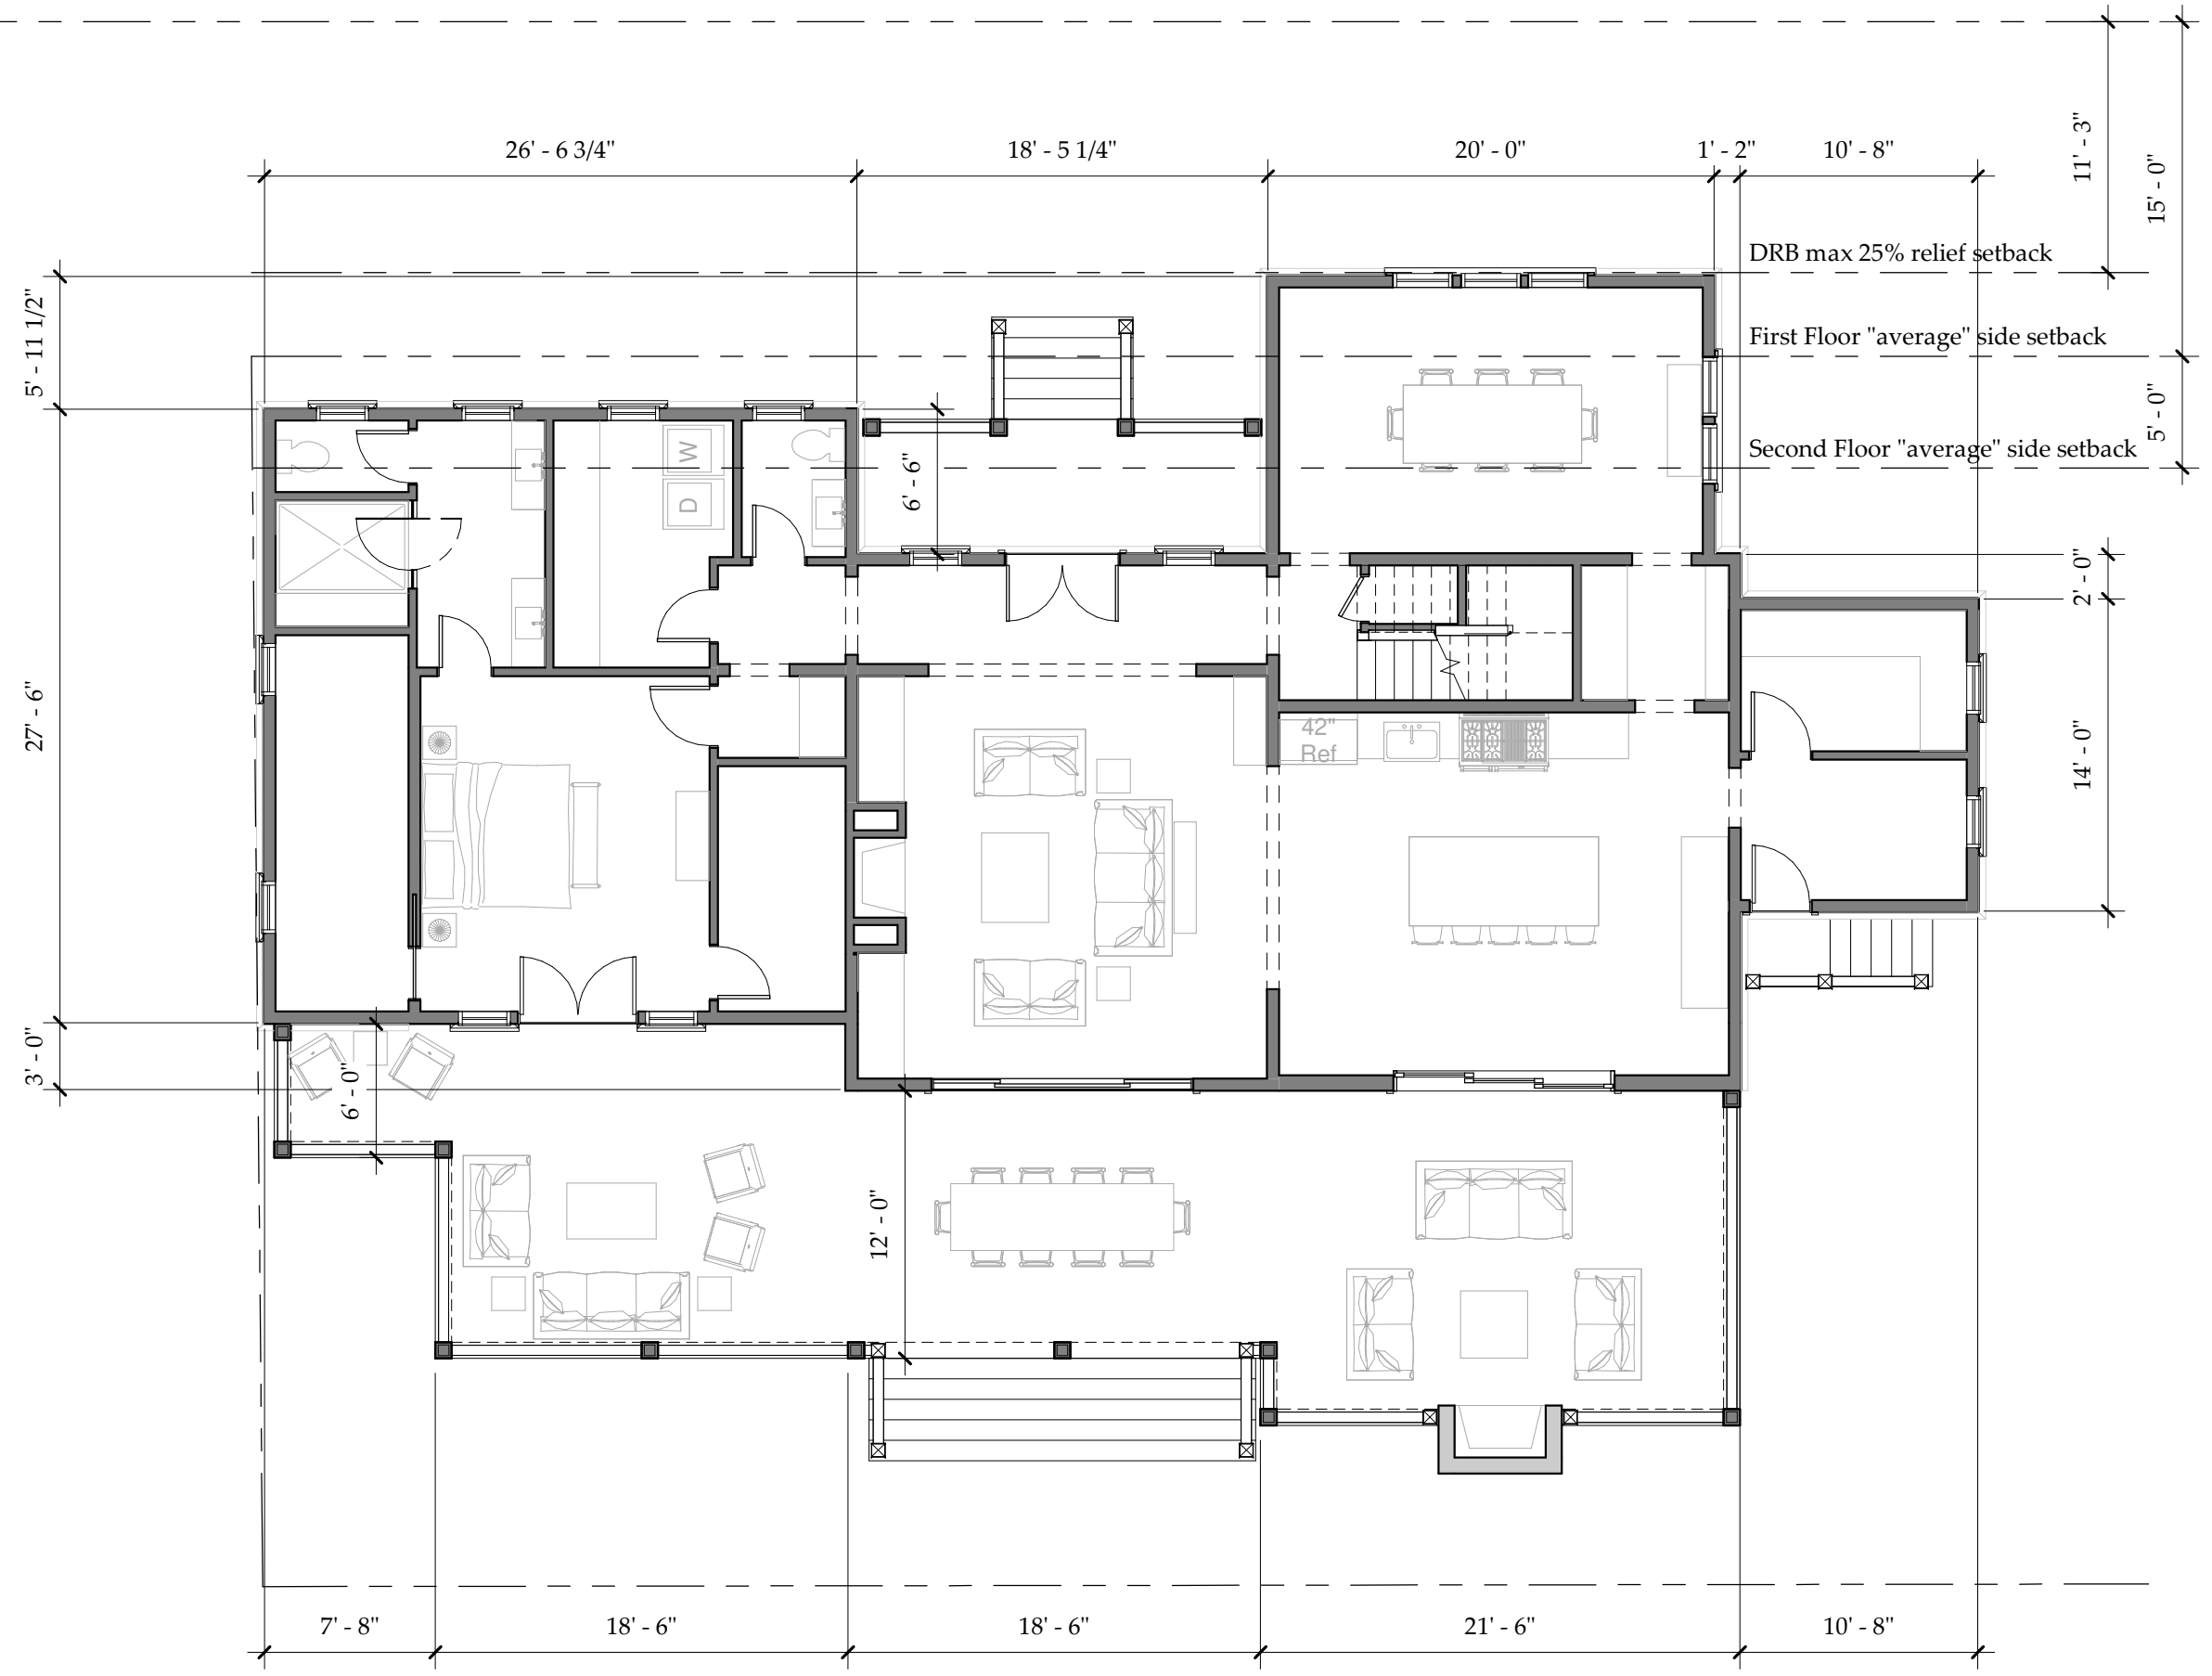 26' - 6 3/4"
18' - 5 1/4"
20' - 0"
1' - 2"
10' - 8"
11' - 3"
15' - 0"
DRB max 25% relief setback
5' - 11 1/2"
First Floor "average" side setback
5' - 0"
Second Floor "average" side setback
W
D
6' - 6"
2' - 0"
27' - 6"
42"
Ref
14' - 0"
3' - 0"
6' - 0"
12' - 0"
7' - 8"
18' - 6"
18' - 6"
21' - 6"
10' - 8"